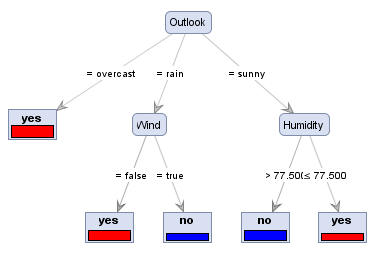 Outlook
= overcast = rain = sunny
yes Wind Humidity
= false = true > 77.50( ≤ 77.500
yes no no yes